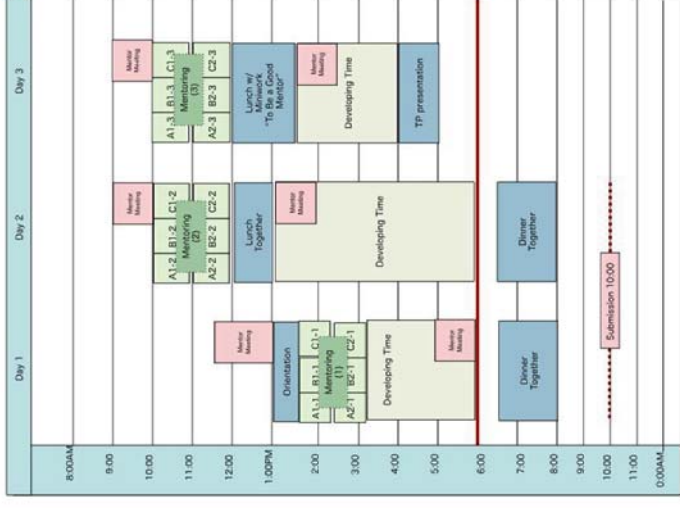 Day 1
Day 2
Day 3
8:00AM
9:00
10:00
11:00
12:00
1:00PM
2:00
3:00
4:00
5:00
6:00
7:00
8:00
9:00
10:00
11:00
0:00AM
Mentor
Meeting
Orientation
A1-1
B1-1
C1-1
Mentoring
(1)
A2-1
B2-1
C2-1
Developing Time
Mentor
Meeting
Dinner
Together
Mentor
Meeting
A1-2
B1-2
C1-2
Mentoring
(2)
A2-2
B2-2
C2-2
Lunch
Together
Mentor
Meeting
Developing Time
Dinner
Together
Submission 10:00
Mentor
Meeting
A1-3
B1-3
C1-3
Mentoring
(3)
A2-3
B2-3
C2-3
Lunch w/
Miniwork
"To Be a Good
Mentor"
Mentor
Meeting
Developing Time
TP presentation